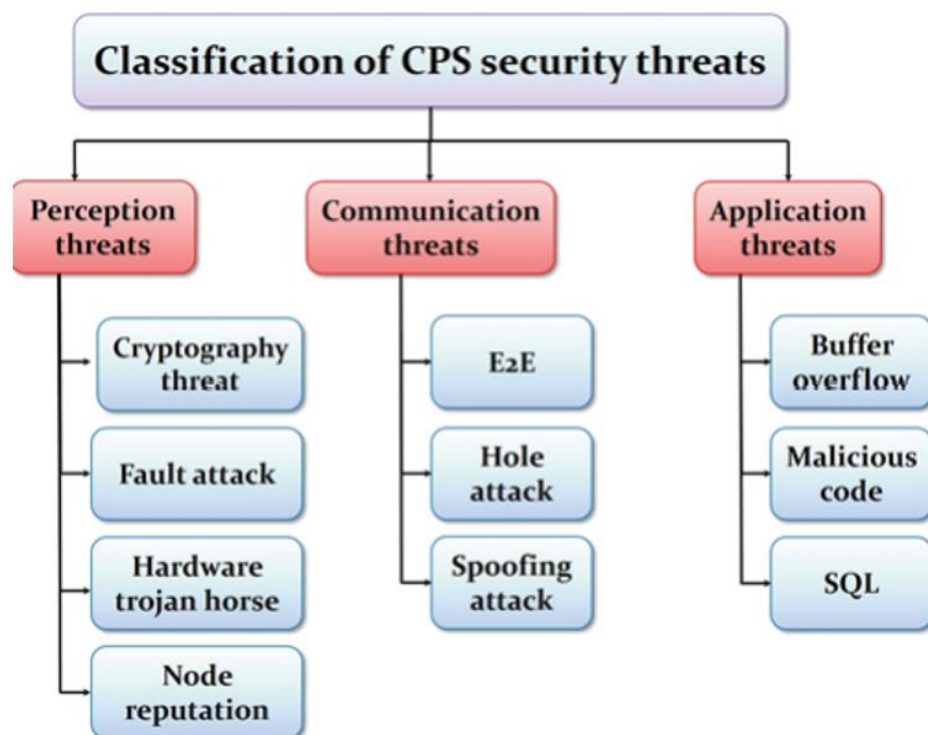 Classification of CPS security threats
Perception
threats
Communication
threats
Application
threats
Cryptography
threat
Fault attack
Hardware
trojan horse
Node
reputation
E2E
Hole
attack
Spoofing
attack
Buffer
overflow
Malicious
code
SQL